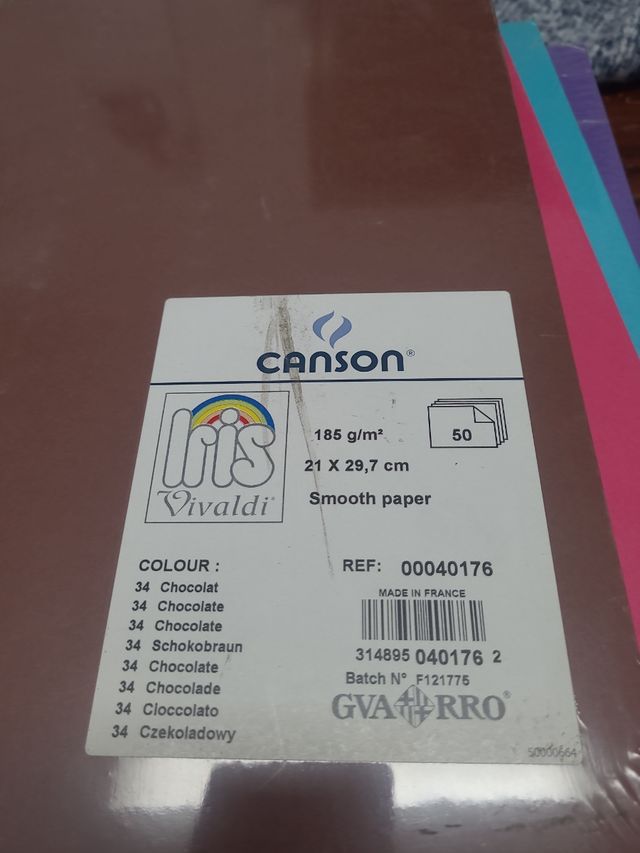 CANSON®
Iris
Vivaldi®
185 g/m²
50
21 X 29,7 cm
Smooth paper
COLOUR :
34 Chocolat
34 Chocolate
34 Chocolate
34 Schokobraun
34 Chocolate
34 Chocolade
34 Cioccolato
34 Czekoladowy
REF: 00040176
MADE IN FRANCE
314895 040176 2
Batch N° F121775
GVARRO®
S0000664